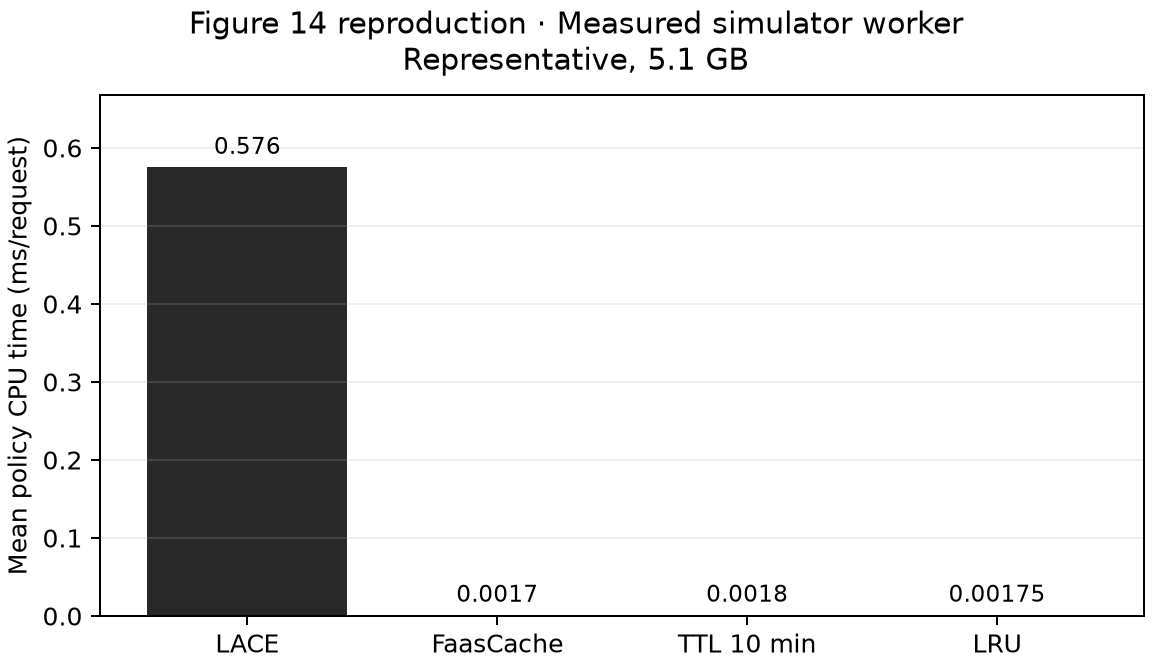 Figure 14 reproduction · Measured simulator worker
Representative, 5.1 GB
Mean policy CPU time (ms/request)
0.6
0.5
0.4
0.3
0.2
0.1
0.0
0.576
0.0017
0.0018
0.00175
LACE
FaasCache
TTL 10 min
LRU